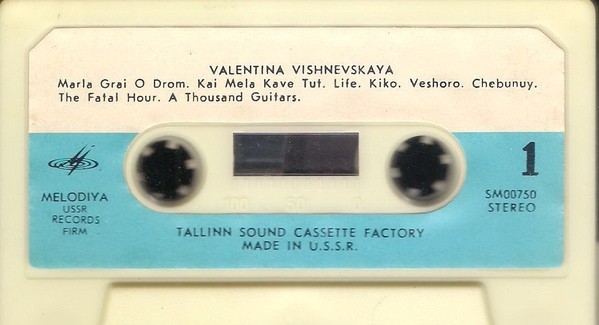 VALENTINA VISHNEVSKAYA
Marla Grai O Drom. Kai Mela Kave Tut. Life. Kiko. Veshoro. Chebunuy.
The Fatal Hour. A Thousand Guitars.
1
MELODIYA
USSR
RECORDS
FIRM
100 50 0
SM00750
STEREO
TALLINN SOUND CASSETTE FACTORY
MADE IN U.S.S.R.